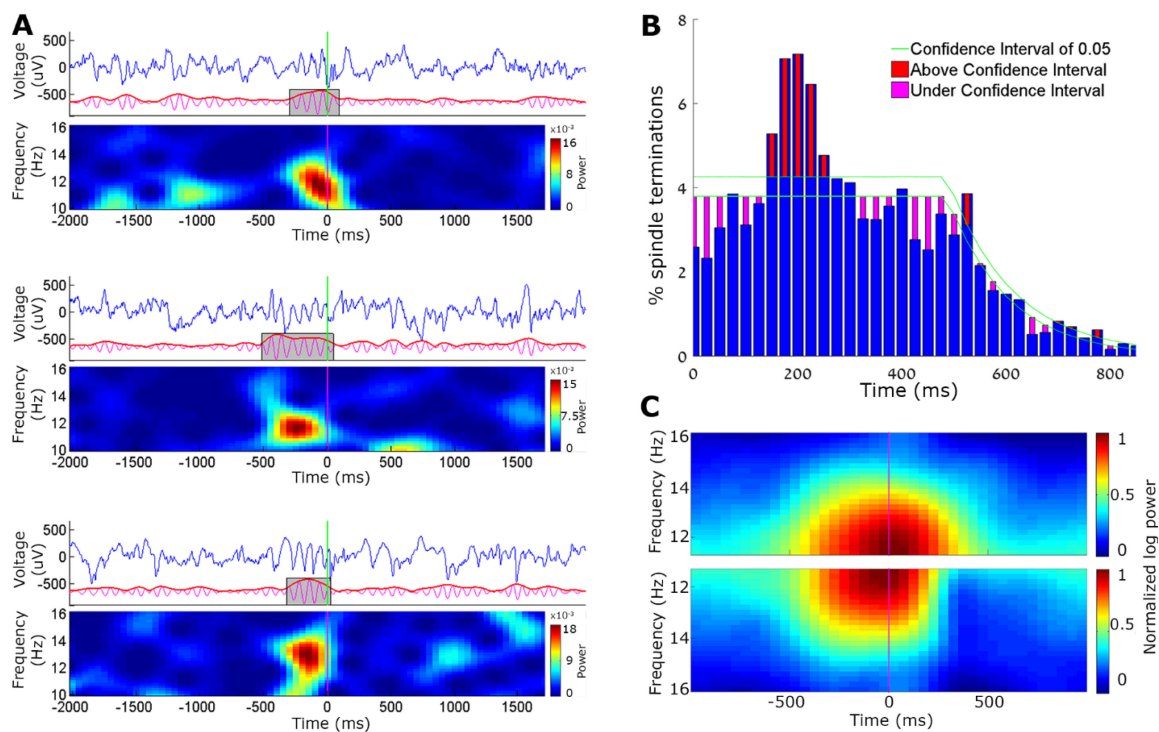 A
Voltage
(uV)
500
0
-500
Frequency
(Hz)
16
14
12
10
x10⁻³
16
8
0
Power
-2000 -1500 -1000 -500 0 500 1000 1500
Time (ms)
Voltage
(uV)
500
0
-500
Frequency
(Hz)
16
14
12
10
x10⁻³
15
7.5
0
Power
-2000 -1500 -1000 -500 0 500 1000 1500
Time (ms)
Voltage
(uV)
500
0
-500
Frequency
(Hz)
16
14
12
10
x10⁻³
18
9
0
Power
-2000 -1500 -1000 -500 0 500 1000 1500
Time (ms)
B
% spindle terminations
8
6
4
2
0
Confidence Interval of 0.05
Above Confidence Interval
Under Confidence Interval
0 200 400 600 800
Time (ms)
C
Frequency (Hz)
16
14
12
1
0.5
0
Frequency (Hz)
12
14
16
1
0.5
0
Normalized log power
-500 0 500
Time (ms)